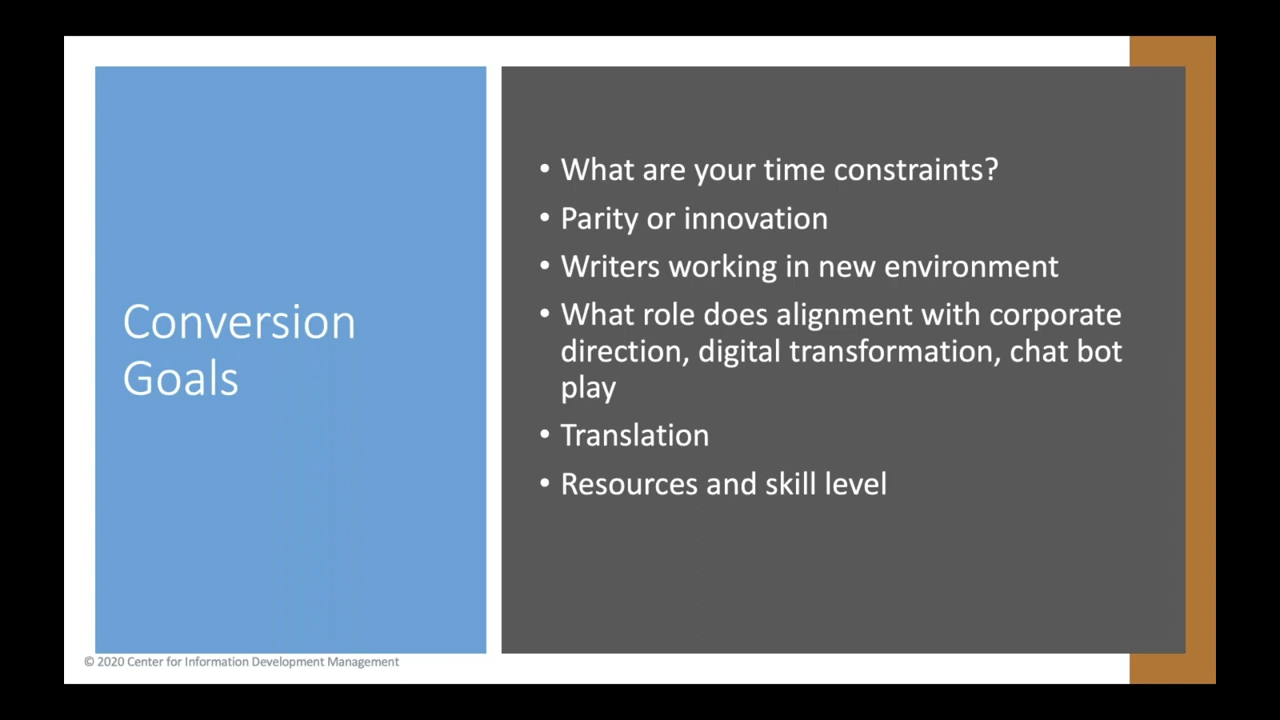 Conversion
Goals
• What are your time constraints?
• Parity or innovation
• Writers working in new environment
• What role does alignment with corporate
direction, digital transformation, chat bot
play
• Translation
• Resources and skill level
© 2020 Center for Information Development Management